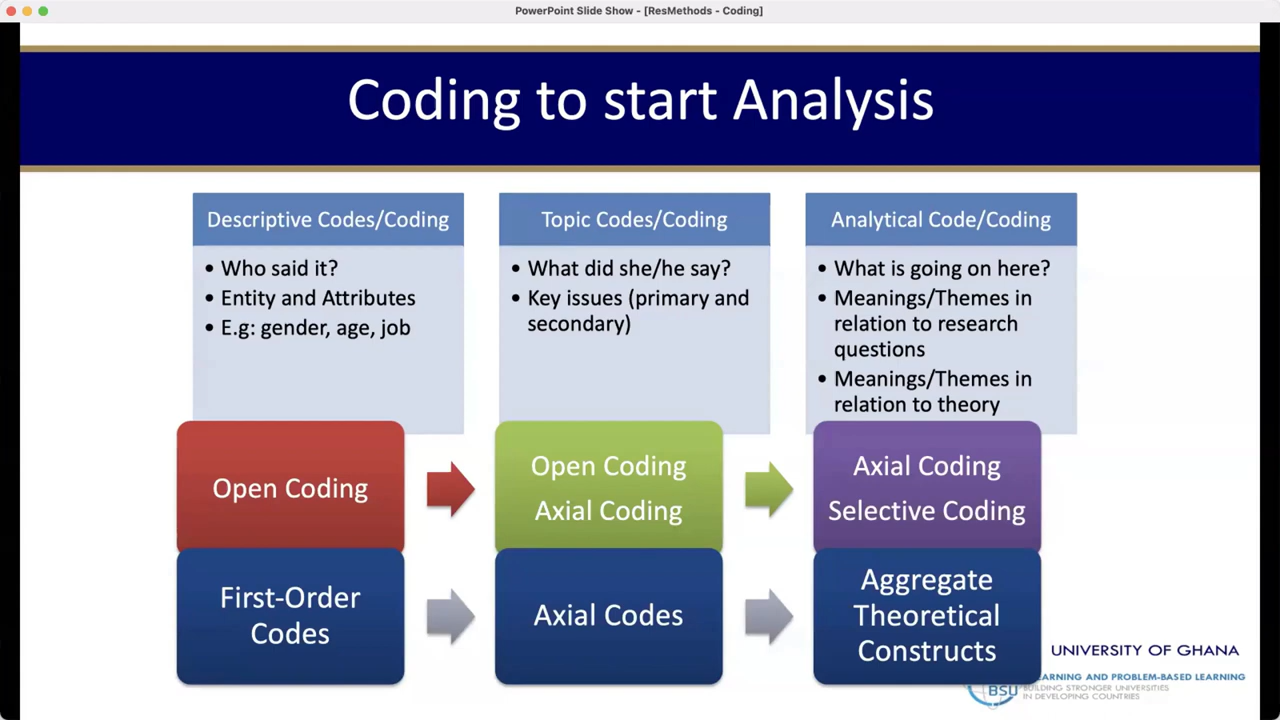 PowerPoint Slide Show - [ResMethods - Coding]
Coding to start Analysis
Descriptive Codes/Coding
• Who said it?
• Entity and Attributes
• E.g: gender, age, job
Topic Codes/Coding
• What did she/he say?
• Key issues (primary and
secondary)
Analytical Code/Coding
• What is going on here?
• Meanings/Themes in
relation to research
questions
• Meanings/Themes in
relation to theory
Open Coding
Open Coding
Axial Coding
Axial Coding
Selective Coding
First-Order
Codes
Axial Codes
Aggregate
Theoretical
Constructs
UNIVERSITY OF GHANA
EARNING AND PROBLEM-BASED LEARNING
BSU
BUILDING STRONGER UNIVERSITIES
IN DEVELOPING COUNTRIES